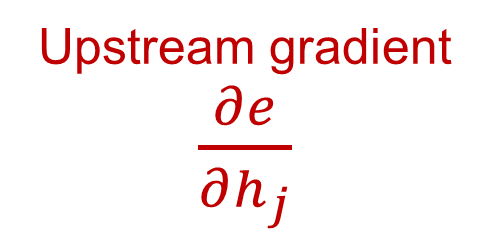 Upstream gradient
∂e
∂h_j